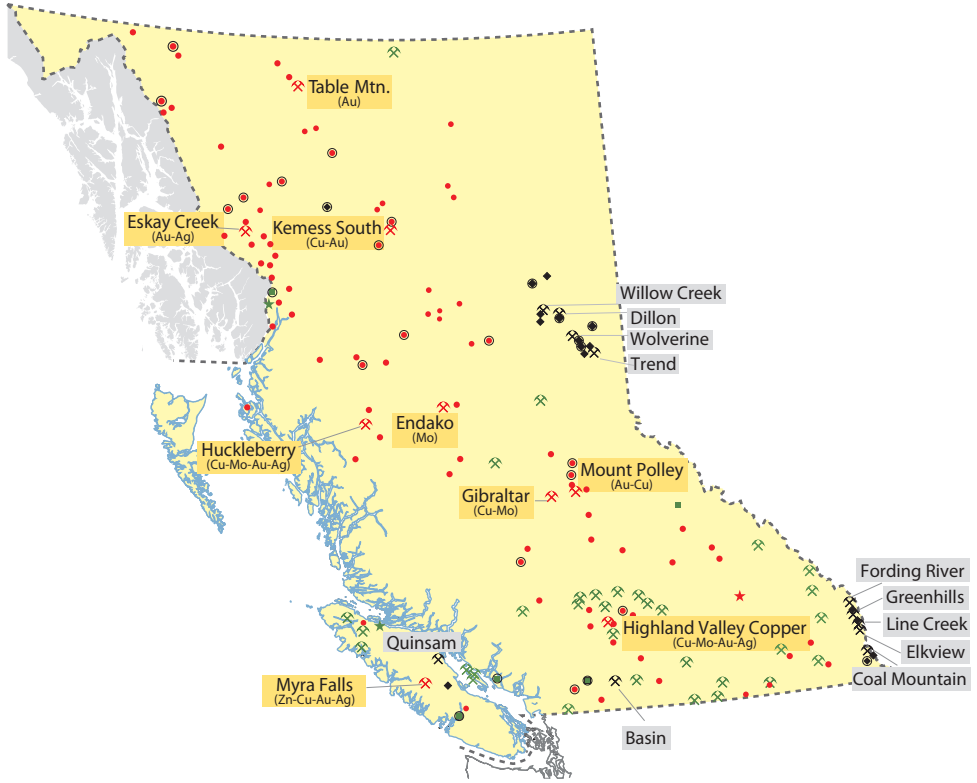 Table Mtn.
(Au)
Eskay Creek
(Au-Ag)
Kemess South
(Cu-Au)
Willow Creek
Dillon
Wolverine
Trend
Endako
(Mo)
Huckleberry
(Cu-Mo-Au-Ag)
Mount Polley
(Au-Cu)
Gibraltar
(Cu-Mo)
Fording River
Greenhills
Line Creek
Elkview
Coal Mountain
Highland Valley Copper
(Cu-Mo-Au-Ag)
Quinsam
Myra Falls
(Zn-Cu-Au-Ag)
Basin